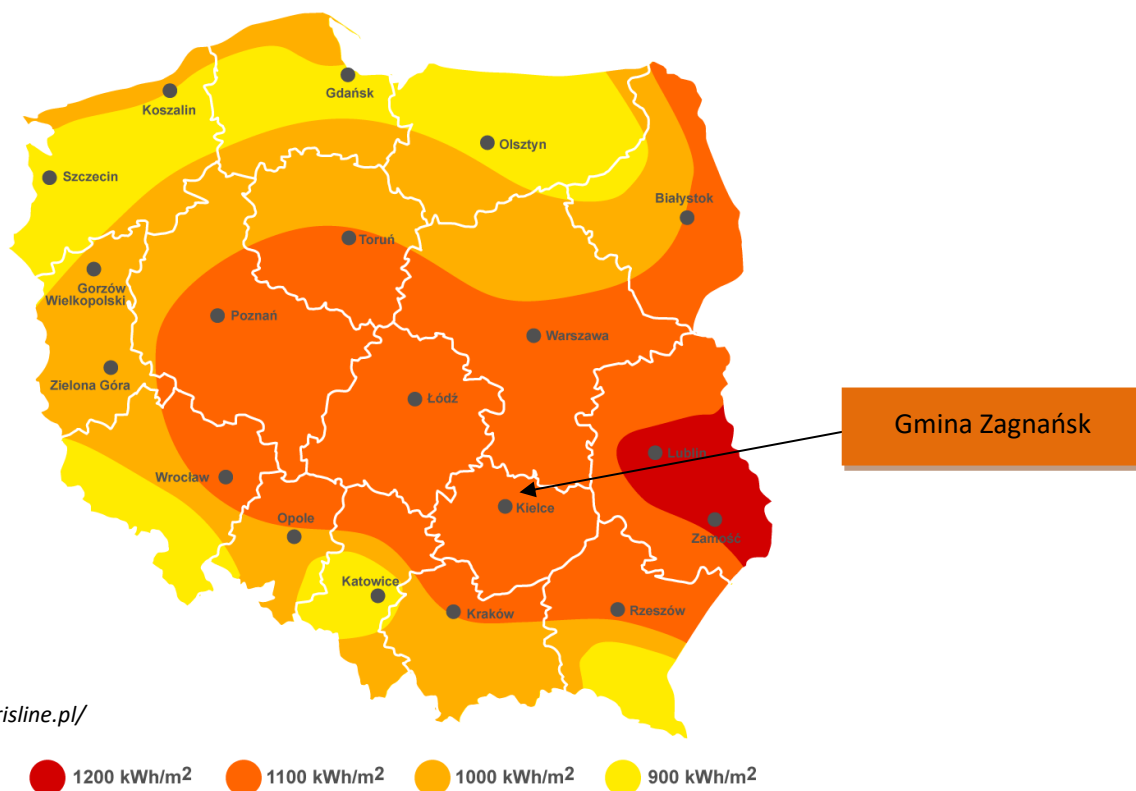 Gdańsk
Koszalin
Olsztyn
Szczecin
Białystok
Toruń
Gorzów
Wielkopolski
Poznań
Warszawa
Zielona Góra
Łódź
Gmina Zagnańsk
Lublin
Wrocław
Kielce
Opole
Zamość
Katowice
Kraków
Rzeszów
risline.pl/
1200 kWh/m2
1100 kWh/m2
1000 kWh/m2
900 kWh/m2